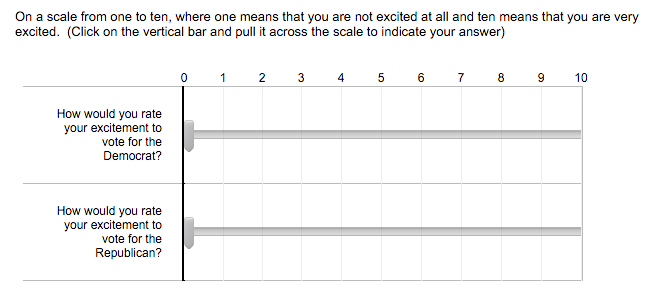 On a scale from one to ten, where one means that you are not excited at all and ten means that you are very
excited.  (Click on the vertical bar and pull it across the scale to indicate your answer)
0 1 2 3 4 5 6 7 8 9 10
How would you rate
your excitement to
vote for the
Democrat?
How would you rate
your excitement to
vote for the
Republican?